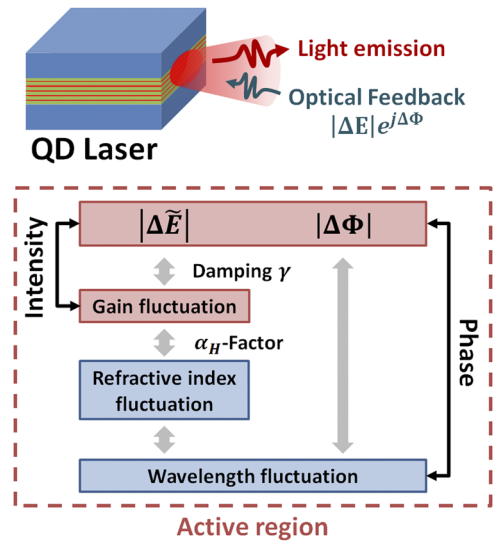 Light emission
Optical Feedback
|ΔE|e^{jΔΦ}
QD Laser
Intensity
|ΔẼ| |ΔΦ|
Damping γ
Gain fluctuation
α_H-Factor
Refractive index
fluctuation
Phase
Wavelength fluctuation
Active region